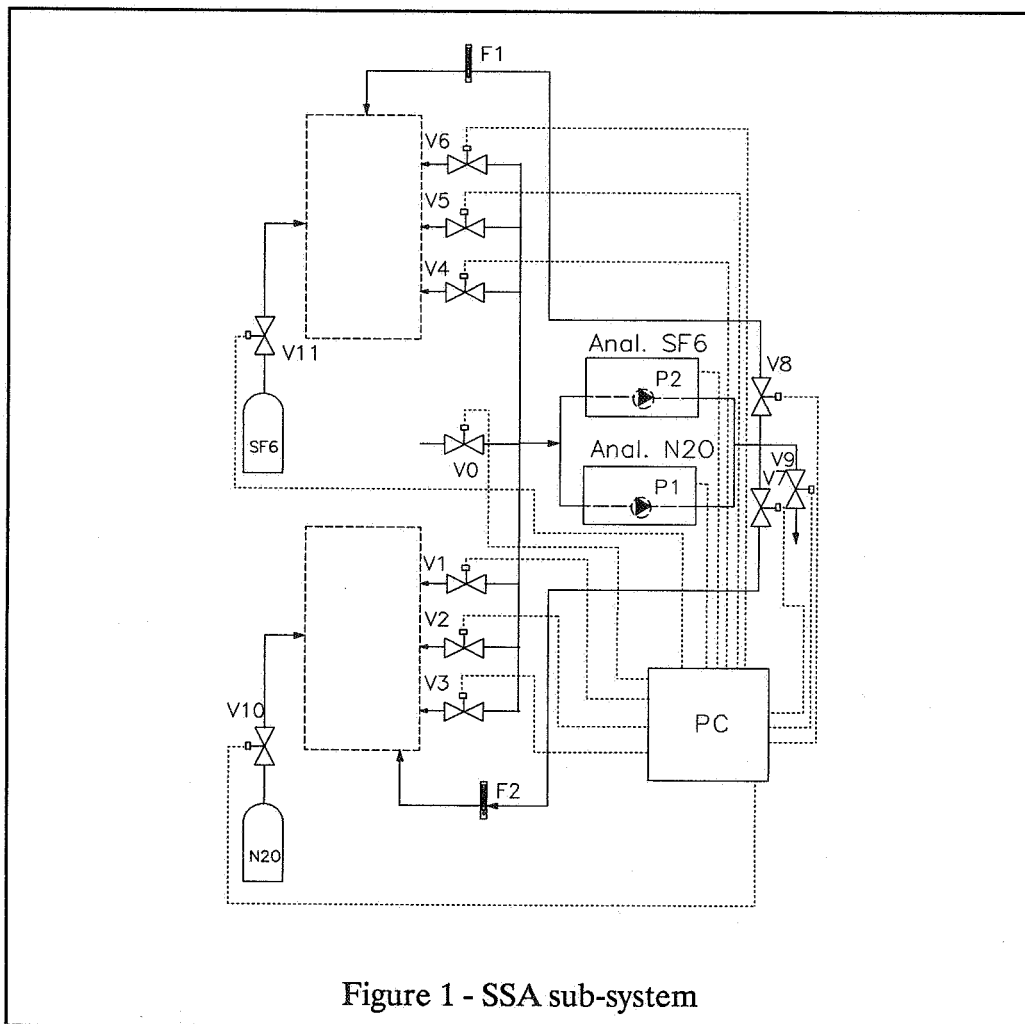 F1
V6
V5
V4
V11
SF6
Anal. SF6
P2
V8
V0
Anal. N2O
P1
V9
V7
V1
V2
V3
V10
N2O
F2
PC
Figure 1 - SSA sub-system